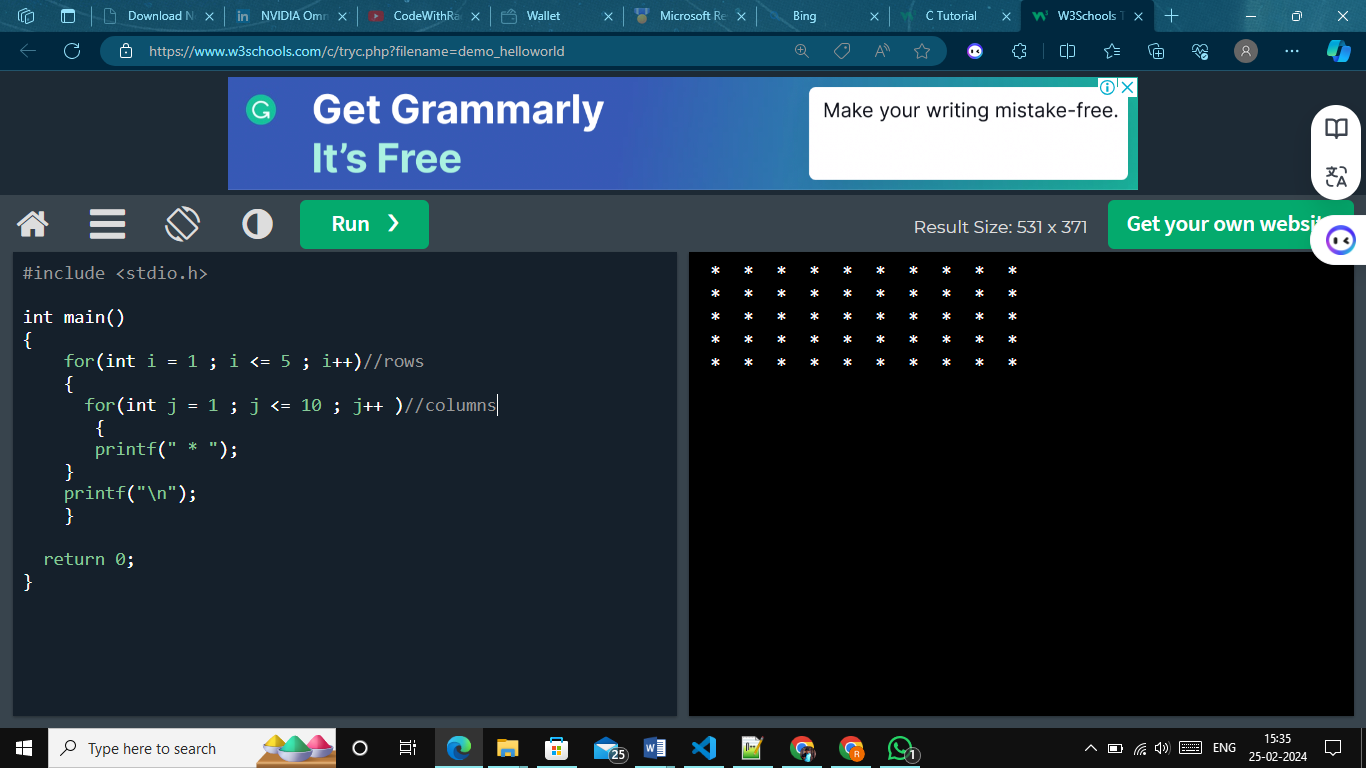 Download N
NVIDIA Omn
CodeWithRa
Wallet
Microsoft Re
Bing
C Tutorial
W3Schools T
https://www.w3schools.com/c/tryc.php?filename=demo_helloworld
Get Grammarly
It's Free
Make your writing mistake-free.
Run ❯
Result Size: 531 x 371
Get your own websit
#include <stdio.h>
int main()
{
for(int i = 1 ; i <= 5 ; i++)//rows
{
for(int j = 1 ; j <= 10 ; j++ )//columns
{
printf(" * ");
}
printf("\n");
}
return 0;
}
* * * * * * * * * *
* * * * * * * * * *
* * * * * * * * * *
* * * * * * * * * *
* * * * * * * * * *
Type here to search
25
1
ENG
15:35
25-02-2024